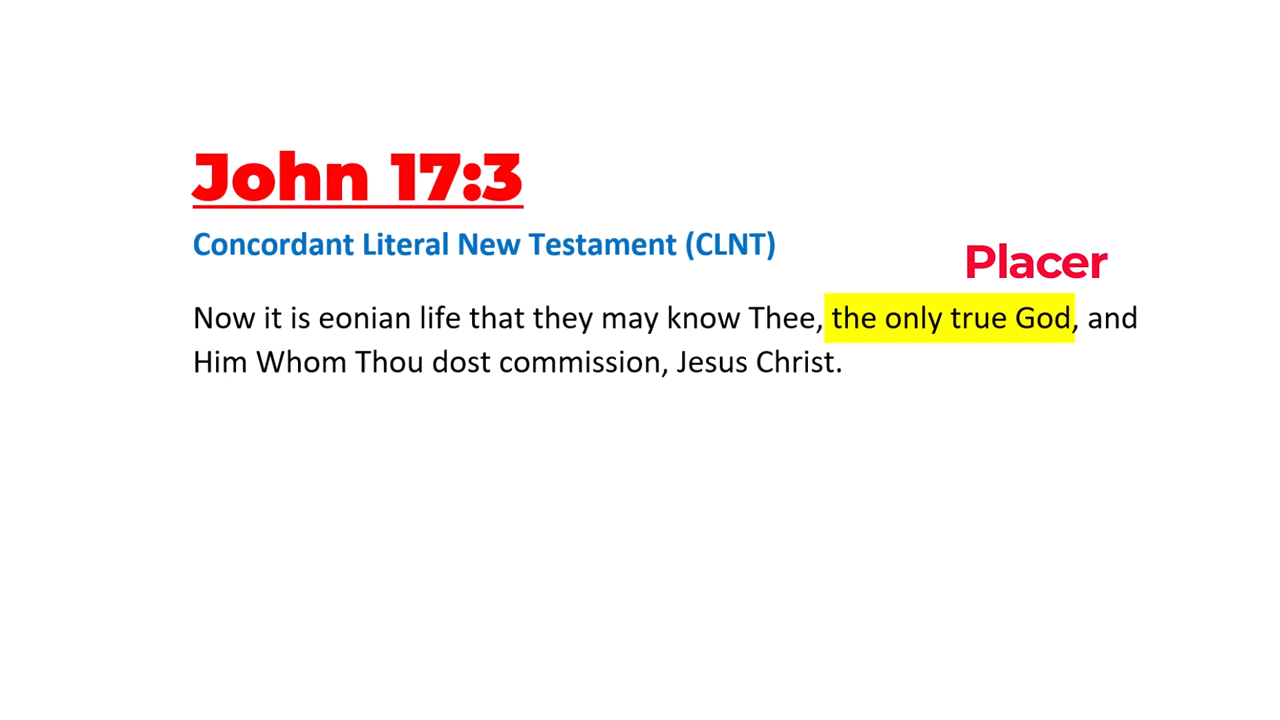 John 17:3
Concordant Literal New Testament (CLNT)
Placer
Now it is eonian life that they may know Thee, the only true God, and
Him Whom Thou dost commission, Jesus Christ.